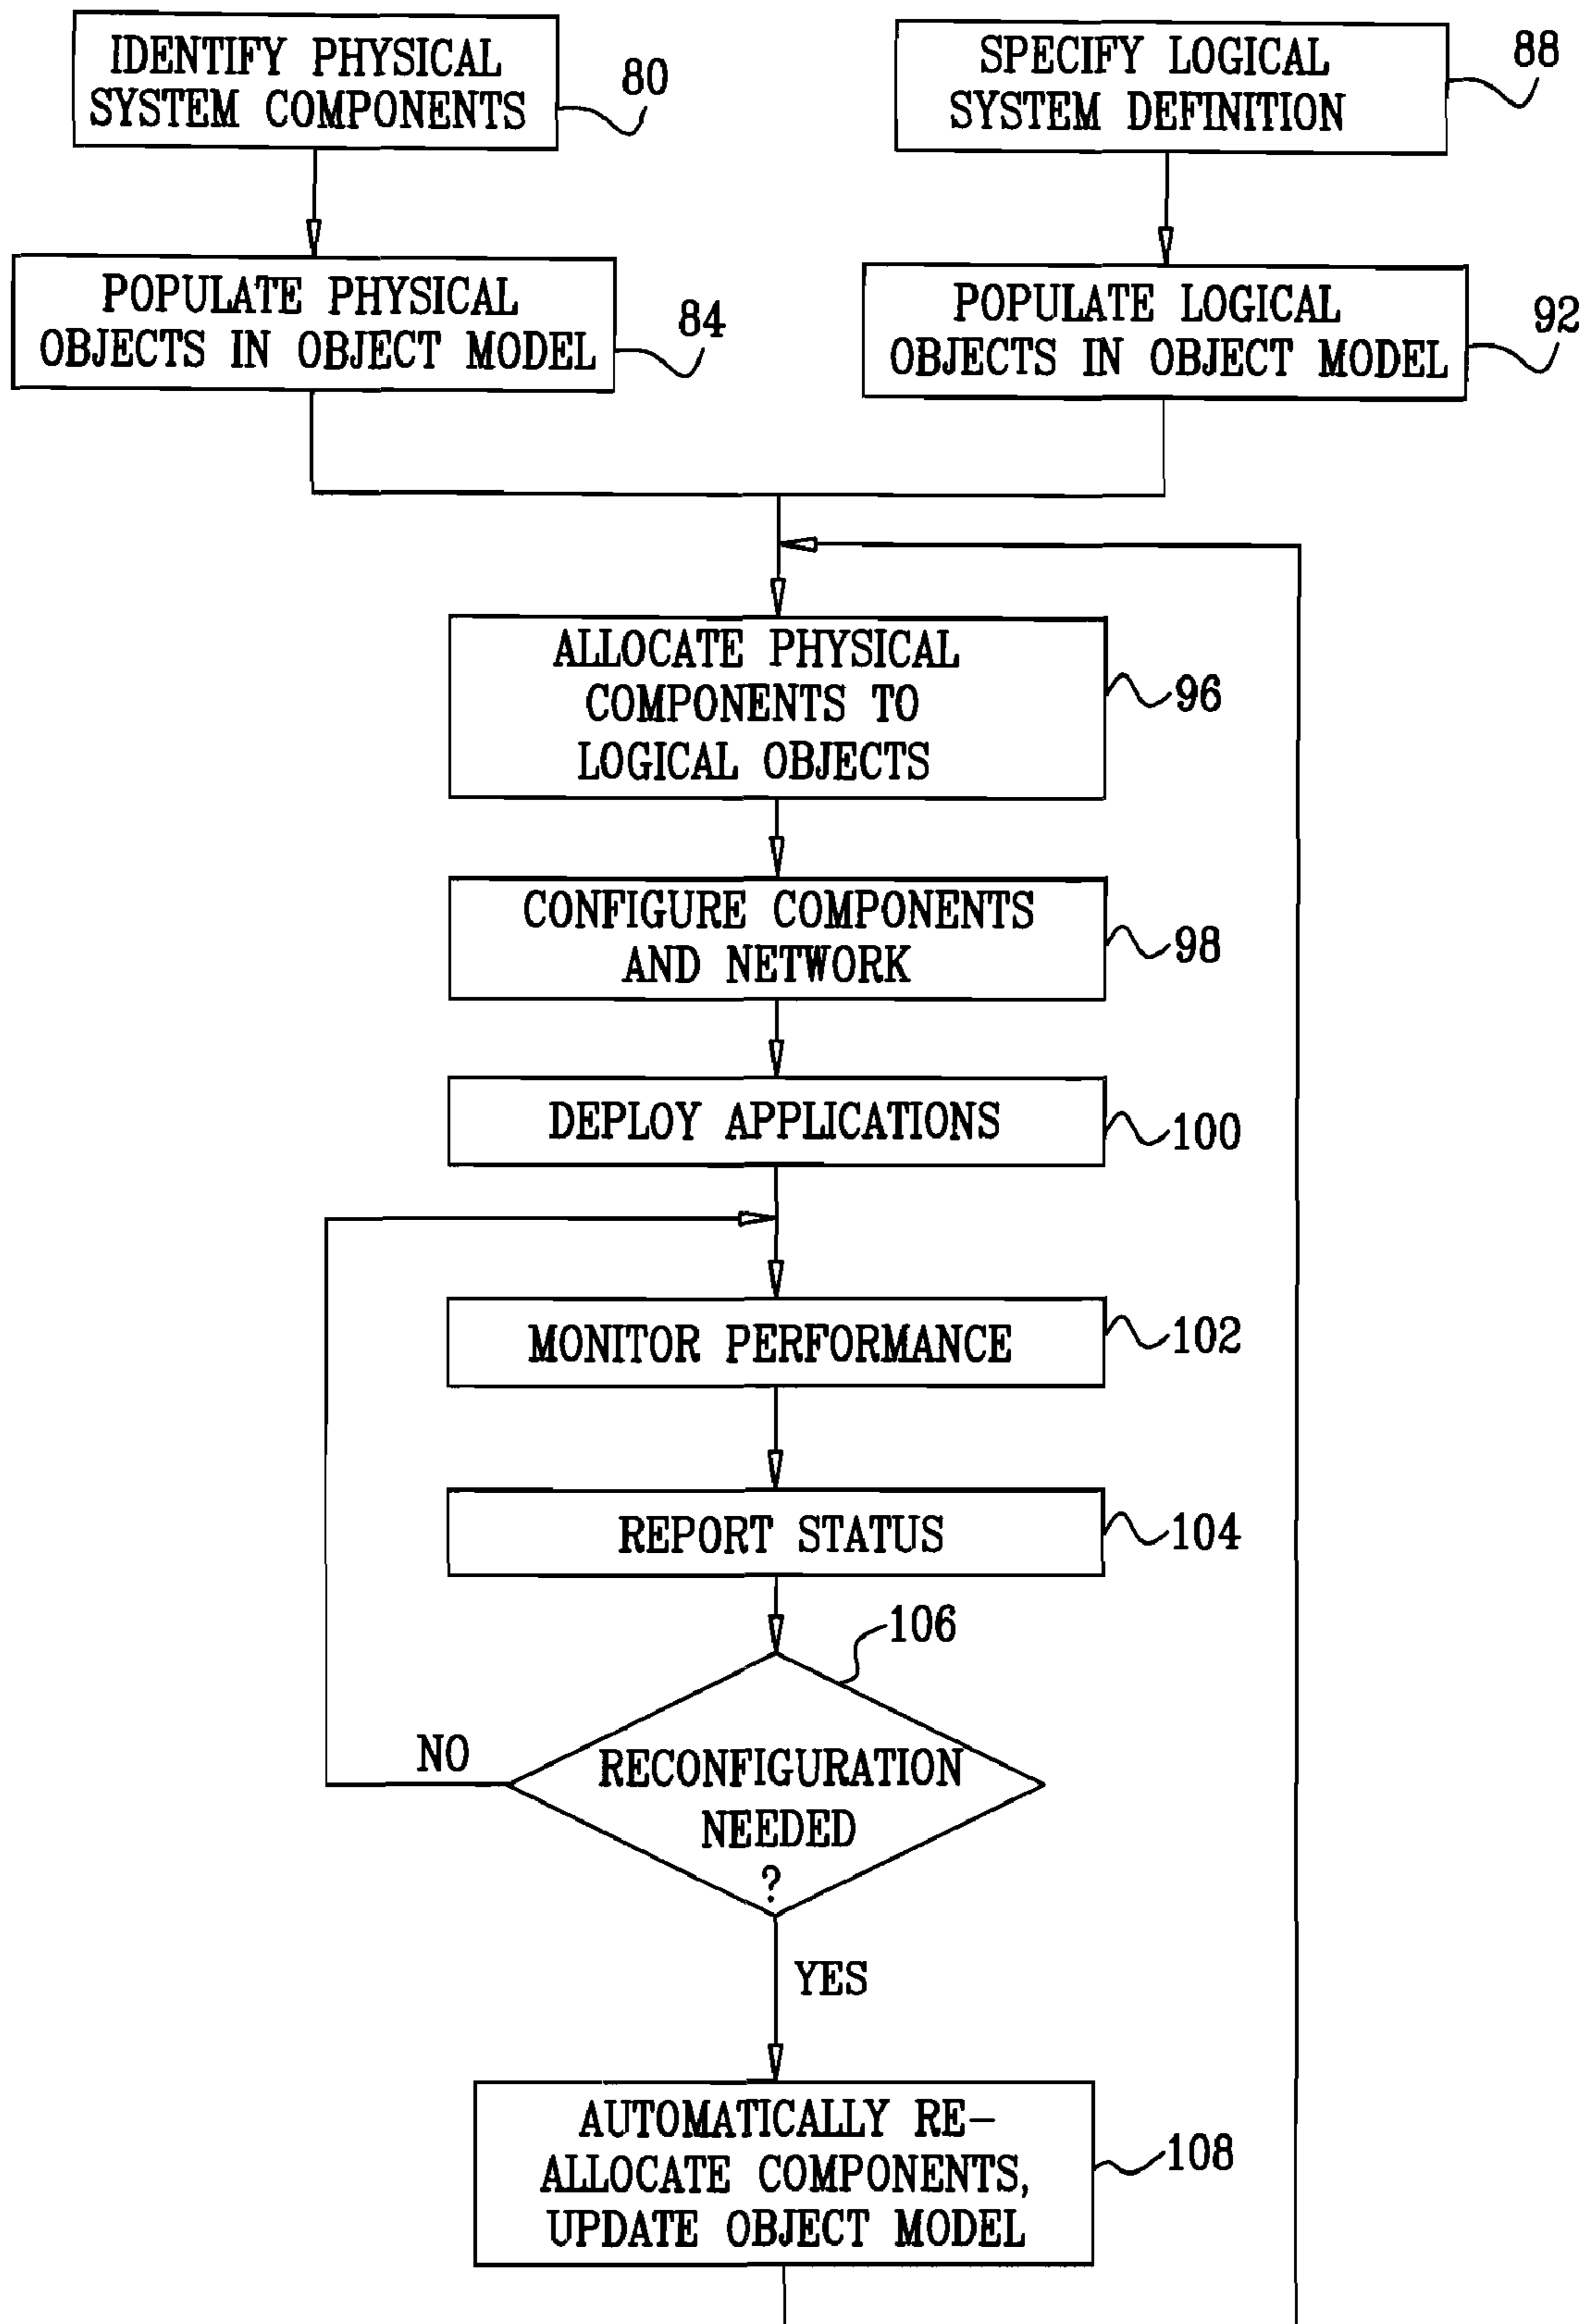 IDENTIFY PHYSICAL
SYSTEM COMPONENTS
80
SPECIFY LOGICAL
SYSTEM DEFINITION
88
POPULATE PHYSICAL
OBJECTS IN OBJECT MODEL
84
POPULATE LOGICAL
OBJECTS IN OBJECT MODEL
92
ALLOCATE PHYSICAL
COMPONENTS TO
LOGICAL OBJECTS
96
CONFIGURE COMPONENTS
AND NETWORK
98
DEPLOY APPLICATIONS
100
MONITOR PERFORMANCE
102
REPORT STATUS
104
106
RECONFIGURATION
NEEDED
?
NO
YES
AUTOMATICALLY RE-
ALLOCATE COMPONENTS,
UPDATE OBJECT MODEL
108